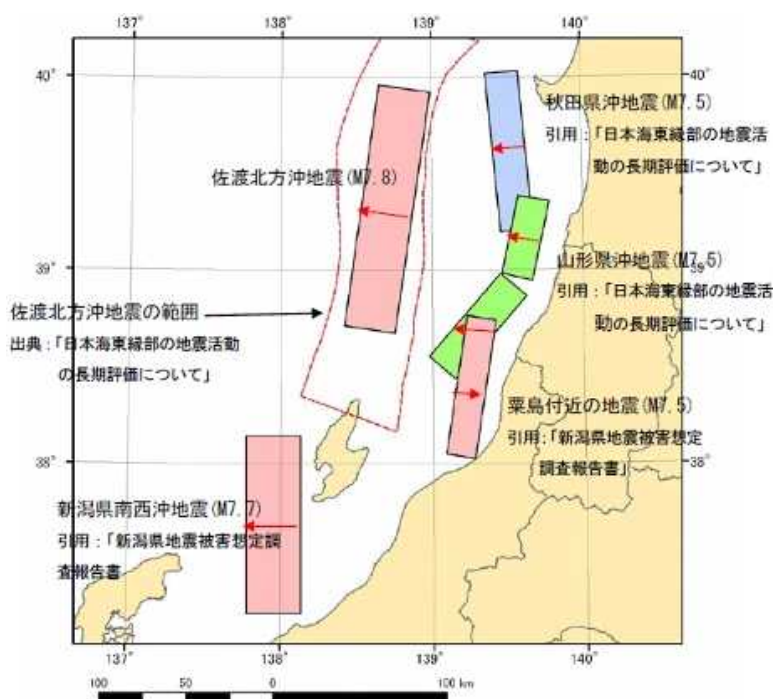 137°
138°
139°
140°
40°
40°
秋田県沖地震(M7.5)
引用:「日本海東縁部の地震活
動の長期評価について」
佐渡北方沖地震(M7.8)
39°
39°
山形県沖地震(M7.5)
引用:「日本海東縁部の地震活
動の長期評価について」
佐渡北方沖地震の範囲
出典:「日本海東縁部の地震活動
の長期評価について」
粟島付近の地震(M7.5)
引用:「新潟県地震被害想定
調査報告書」
38°
38°
新潟県南西沖地震(M7.7)
引用:「新潟県地震被害想定調
査報告書
137°
138°
139°
140°
100 50 0 100 km